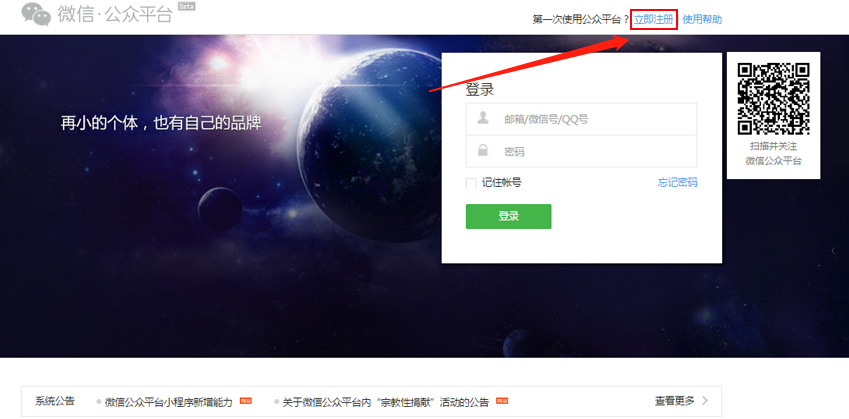 微信·公众平台 Beta
第一次使用公众平台？立即注册 使用帮助
再小的个体，也有自己的品牌
登录
邮箱/微信号/QQ号
密码
记住帐号 忘记密码
登录
扫描并关注
微信公众平台
系统公告 微信公众平台小程序新增能力 new 关于微信公众平台内“宗教性捐献”活动的公告 new 查看更多